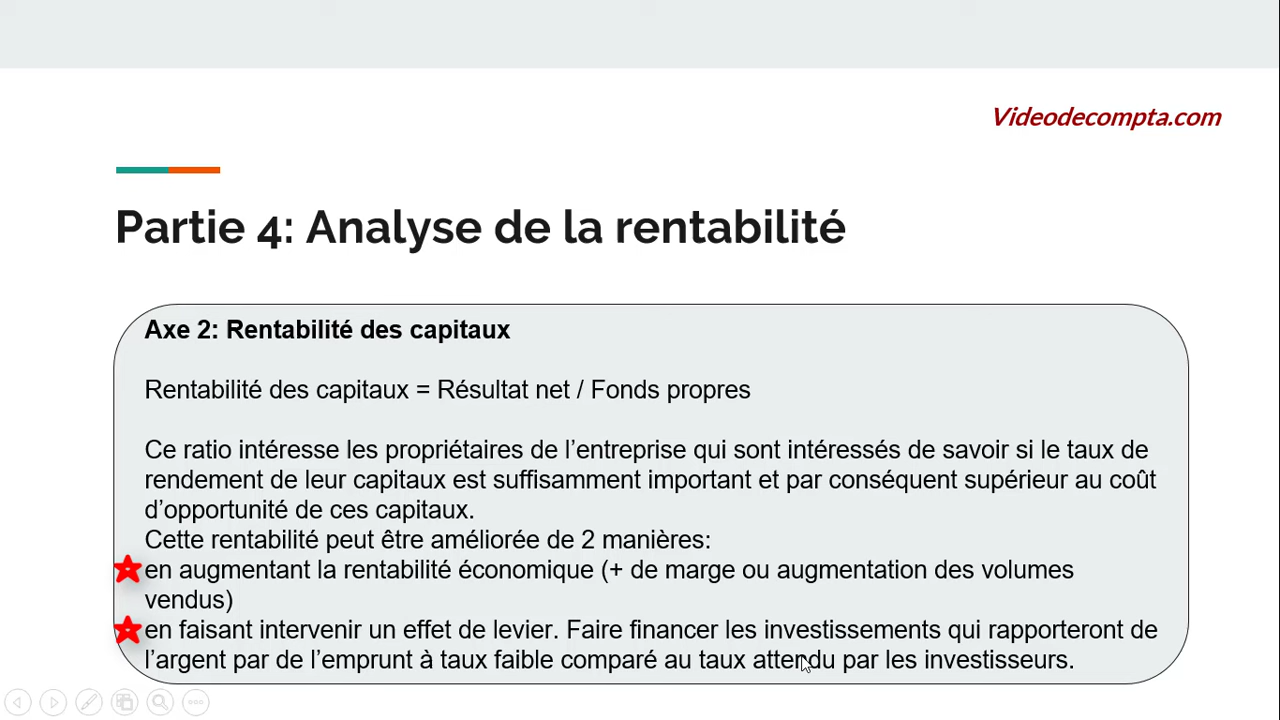 Videodecompta.com
Partie 4: Analyse de la rentabilité
Axe 2: Rentabilité des capitaux
Rentabilité des capitaux = Résultat net / Fonds propres
Ce ratio intéresse les propriétaires de l’entreprise qui sont intéressés de savoir si le taux de
rendement de leur capitaux est suffisamment important et par conséquent supérieur au coût
d’opportunité de ces capitaux.
Cette rentabilité peut être améliorée de 2 manières:
en augmentant la rentabilité économique (+ de marge ou augmentation des volumes
vendus)
en faisant intervenir un effet de levier. Faire financer les investissements qui rapporteront de
l’argent par de l’emprunt à taux faible comparé au taux attendu par les investisseurs.